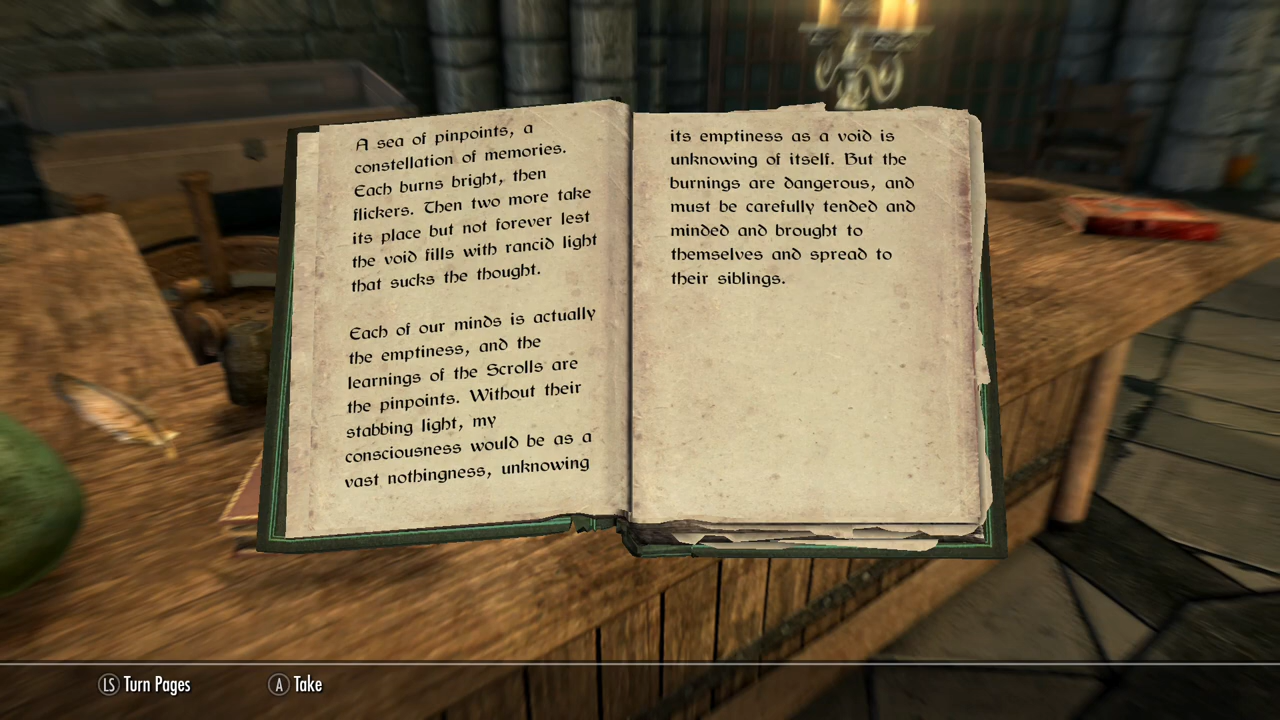 A sea of pinpoints, a
constellation of memories.
Each burns bright, then
flickers. Then two more take
its place but not forever lest
the void fills with rancid light
that sucks the thought.
Each of our minds is actually
the emptiness, and the
learnings of the Scrolls are
the pinpoints. Without their
stabbing light, my
consciousness would be as a
vast nothingness, unknowing
its emptiness as a void is
unknowing of itself. But the
burnings are dangerous, and
must be carefully tended and
minded and brought to
themselves and spread to
their siblings.
LS Turn Pages
A Take